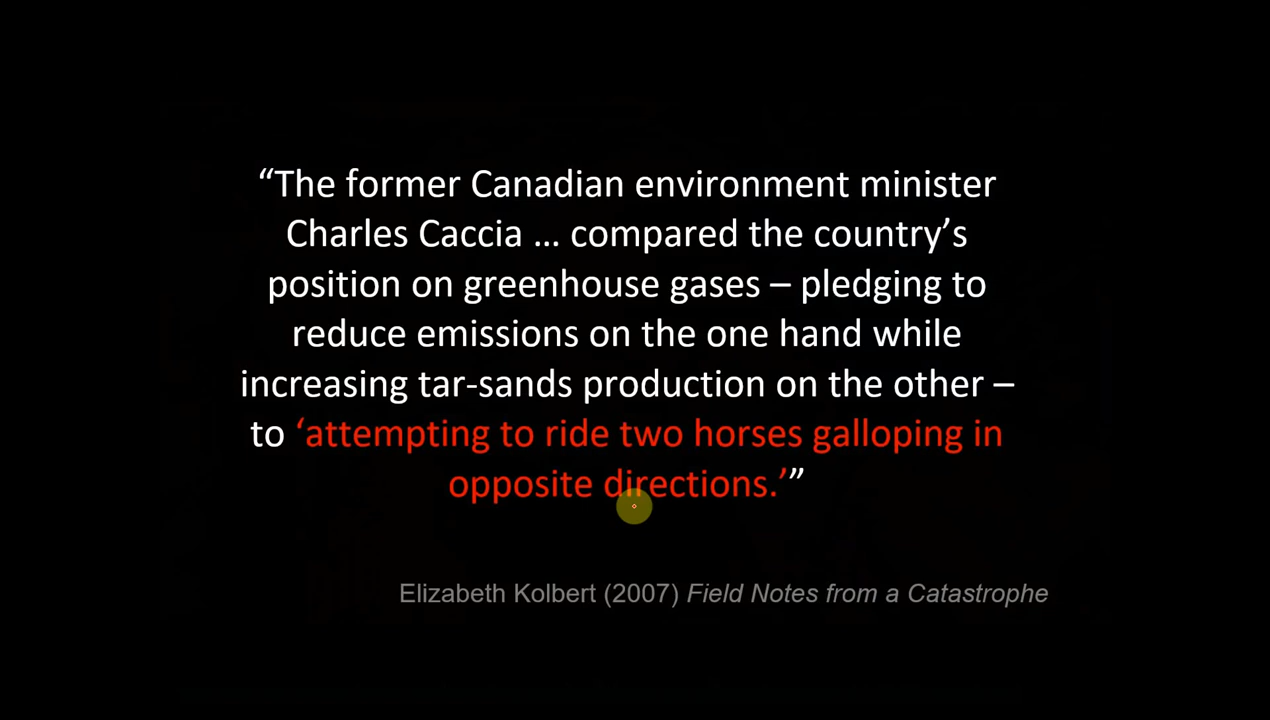 “The former Canadian environment minister
Charles Caccia ... compared the country’s
position on greenhouse gases – pledging to
reduce emissions on the one hand while
increasing tar-sands production on the other –
to ‘attempting to ride two horses galloping in
opposite directions.’”
Elizabeth Kolbert (2007) Field Notes from a Catastrophe